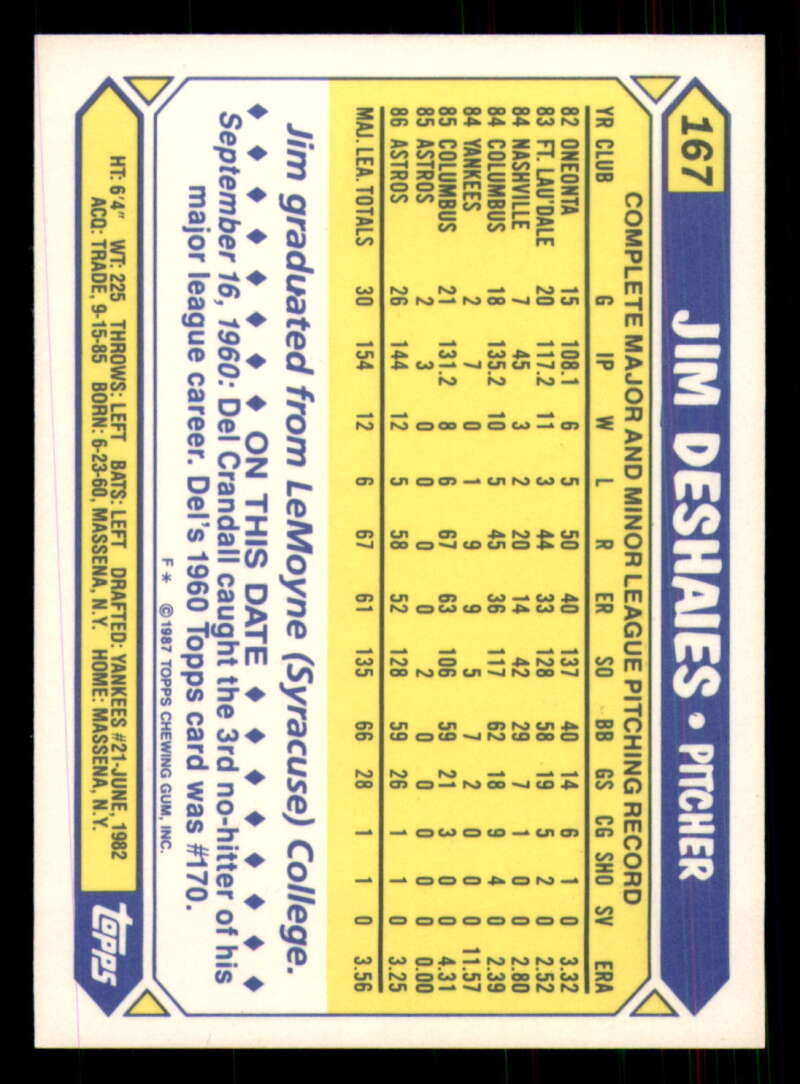 167 JIM DESHAIES • PITCHER
COMPLETE MAJOR AND MINOR LEAGUE PITCHING RECORD
YR CLUB G IP W L R ER SO BB GS CG SHO SV ERA
82 ONEONTA 15 108.1 6 5 50 40 137 40 14 6 1 0 3.32
83 FT. LAU'DALE 20 117.2 11 3 44 33 128 58 19 5 2 0 2.52
84 NASHVILLE 7 45 3 2 20 14 42 29 7 1 0 0 2.80
84 COLUMBUS 18 135.2 10 5 45 36 117 62 18 9 4 0 2.39
84 YANKEES 2 7 0 1 9 9 5 7 2 0 0 0 11.57
85 COLUMBUS 21 131.2 8 6 67 63 106 59 21 3 0 0 4.31
85 ASTROS 2 3 0 0 0 0 2 0 0 0 0 0 0.00
86 ASTROS 26 144 12 5 58 52 128 59 26 1 1 0 3.25
MAJ. LEA. TOTALS 30 154 12 6 67 61 135 66 28 1 1 0 3.56
Jim graduated from LeMoyne (Syracuse) College.
◆ ◆ ◆ ◆ ◆ ◆ ◆ ◆ ON THIS DATE ◆ ◆ ◆ ◆ ◆ ◆ ◆ ◆
September 16, 1960: Del Crandall caught the 3rd no-hitter of his
major league career. Del's 1960 Topps card was #170.
F* ©1987 TOPPS CHEWING GUM, INC.
HT: 6'4" WT: 225 THROWS: LEFT BATS: LEFT DRAFTED: YANKEES #21-JUNE, 1982
ACQ: TRADE, 9-15-85 BORN: 6-23-60, MASSENA, N.Y. HOME: MASSENA, N.Y.
topps